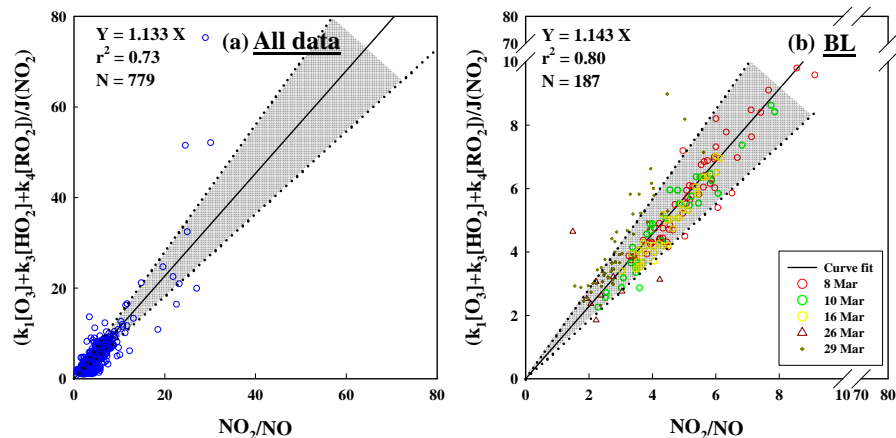 (a) All data
Y = 1.133 X
r² = 0.73
N = 779
80
60
40
20
0
0 20 40 60 80
(k₁[O₃]+k₃[HO₂]+k₄[RO₂])/J(NO₂)
NO₂/NO
(b) BL
Y = 1.143 X
r² = 0.80
N = 187
80
70
10
8
6
4
2
0
0 2 4 6 8 10 70 80
(k₁[O₃]+k₃[HO₂]+k₄[RO₂])/J(NO₂)
NO₂/NO
Curve fit
8 Mar
10 Mar
16 Mar
26 Mar
29 Mar